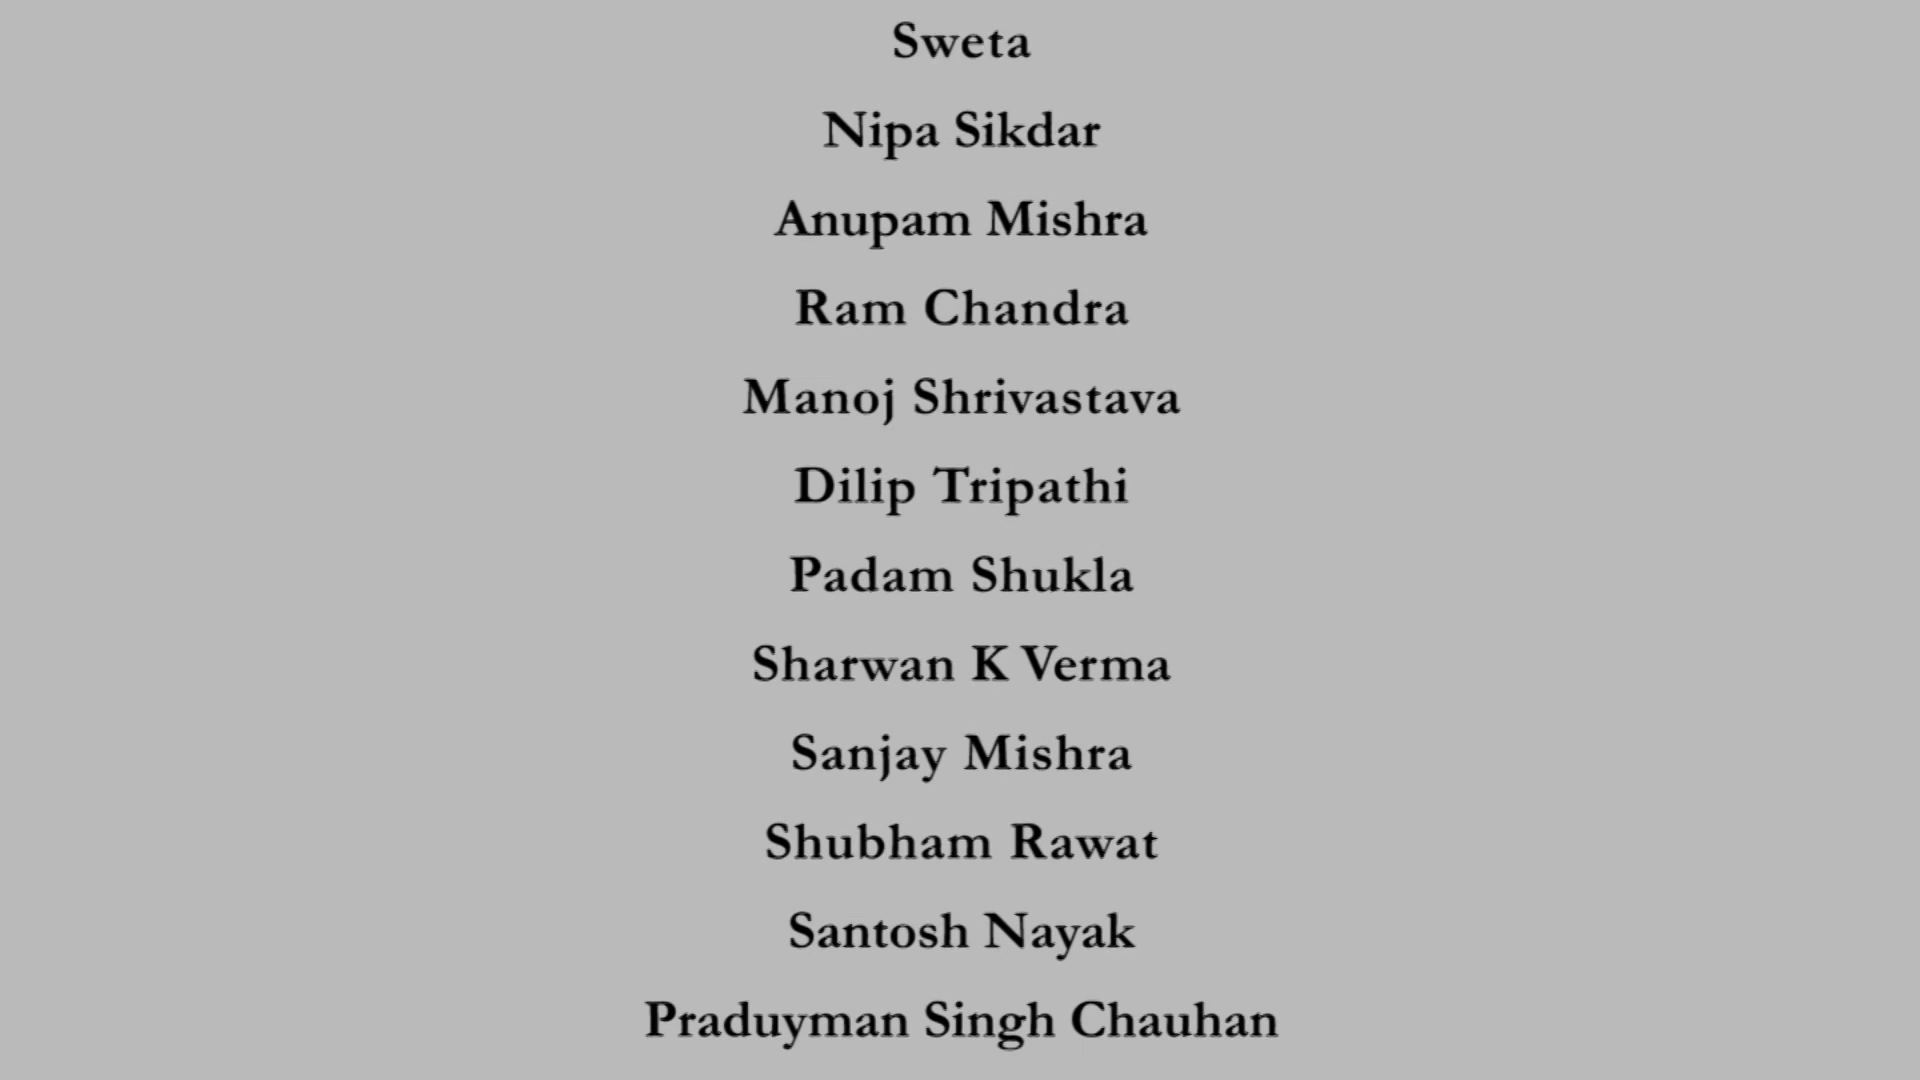 Sweta
Nipa Sikdar
Anupam Mishra
Ram Chandra
Manoj Shrivastava
Dilip Tripathi
Padam Shukla
Sharwan K Verma
Sanjay Mishra
Shubham Rawat
Santosh Nayak
Praduyman Singh Chauhan